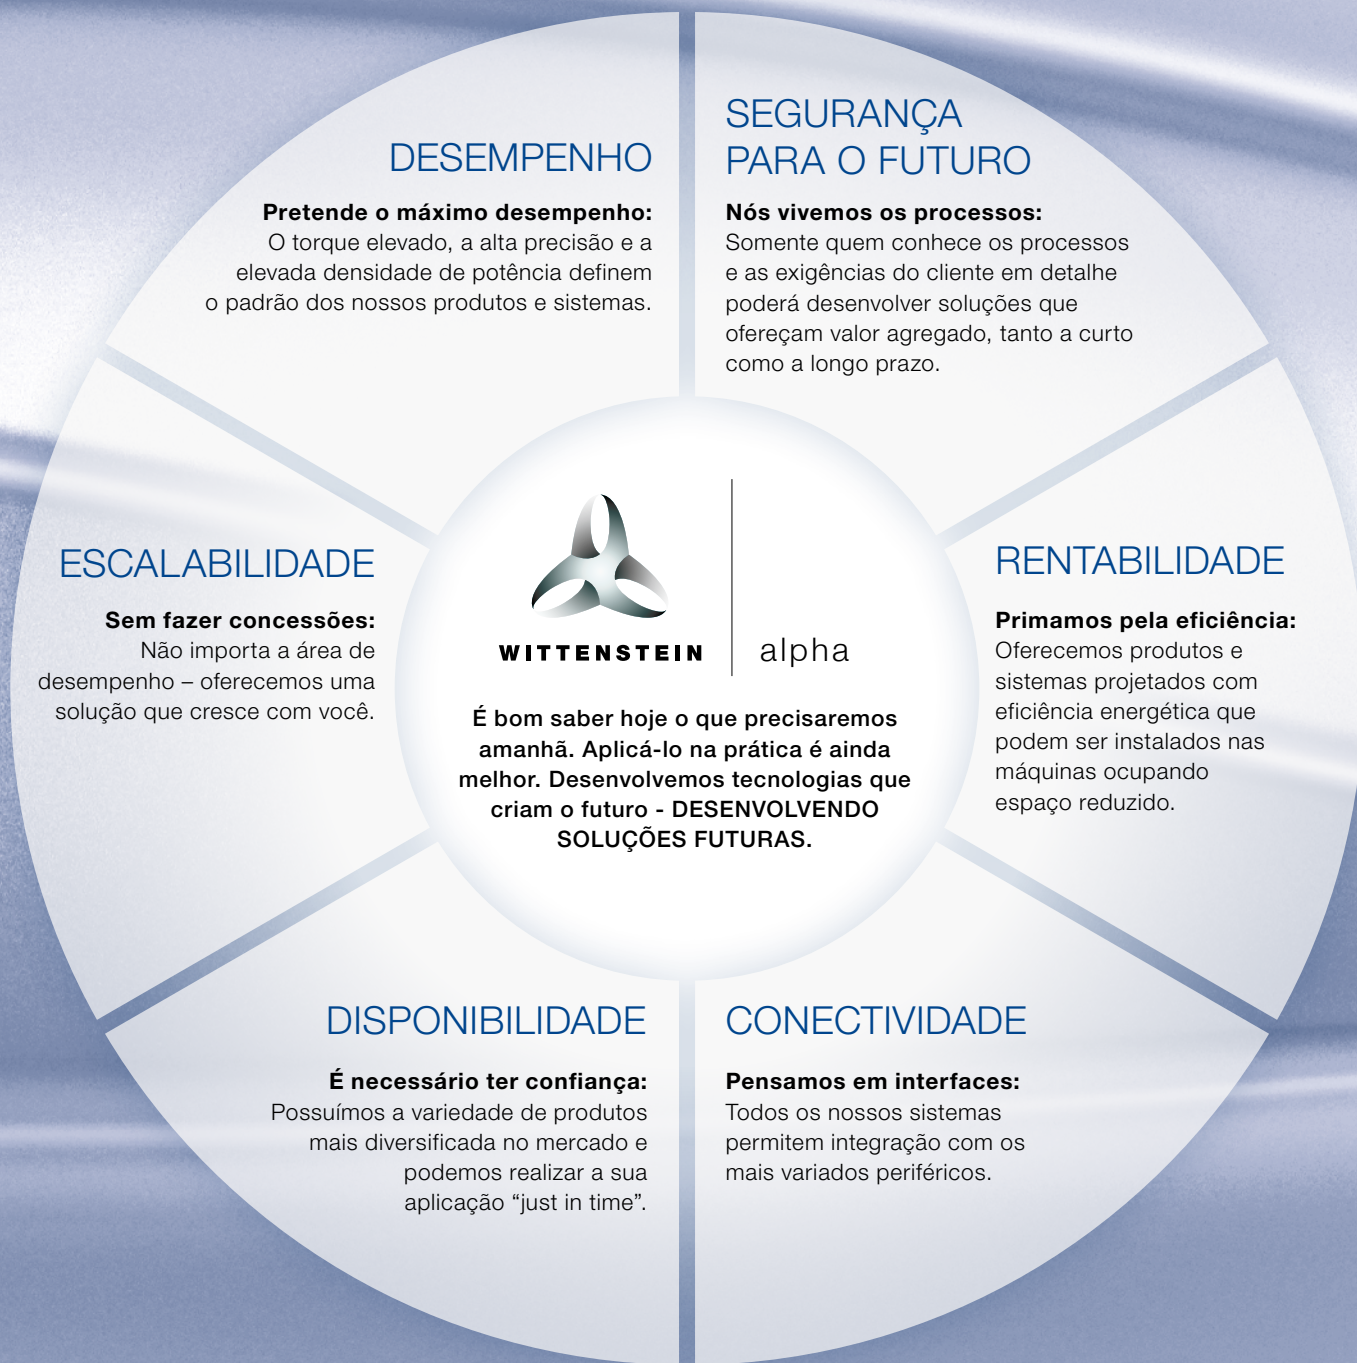 DESEMPENHO
Pretende o máximo desempenho:
O torque elevado, a alta precisão e a
elevada densidade de potência definem
o padrão dos nossos produtos e sistemas.
SEGURANÇA
PARA O FUTURO
Nós vivemos os processos:
Somente quem conhece os processos
e as exigências do cliente em detalhe
poderá desenvolver soluções que
ofereçam valor agregado, tanto a curto
como a longo prazo.
ESCALABILIDADE
Sem fazer concessões:
Não importa a área de
desempenho – oferecemos uma
solução que cresce com você.
WITTENSTEIN
alpha
É bom saber hoje o que precisaremos
amanhã. Aplicá-lo na prática é ainda
melhor. Desenvolvemos tecnologias que
criam o futuro - DESENVOLVENDO
SOLUÇÕES FUTURAS.
RENTABILIDADE
Primamos pela eficiência:
Oferecemos produtos e
sistemas projetados com
eficiência energética que
podem ser instalados nas
máquinas ocupando
espaço reduzido.
DISPONIBILIDADE
É necessário ter confiança:
Possuímos a variedade de produtos
mais diversificada no mercado e
podemos realizar a sua
aplicação “just in time”.
CONECTIVIDADE
Pensamos em interfaces:
Todos os nossos sistemas
permitem integração com os
mais variados periféricos.